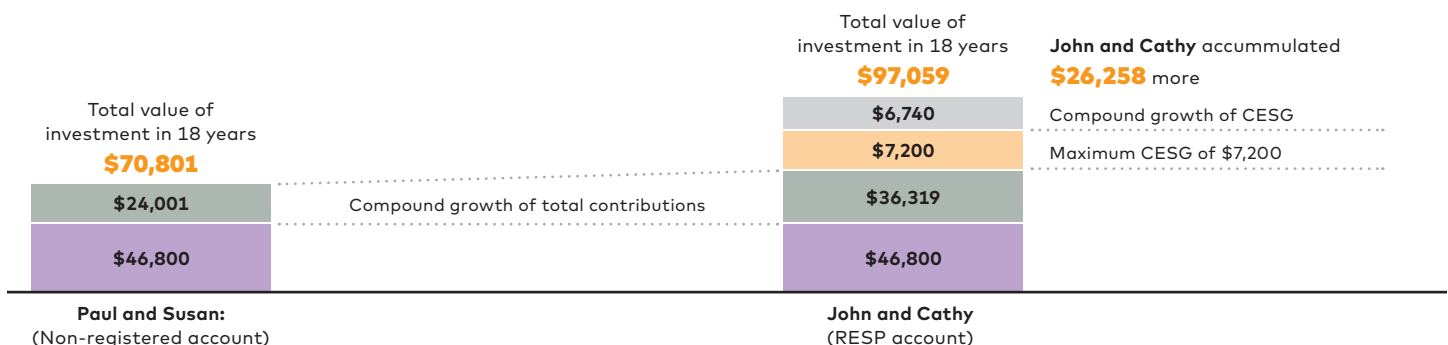 Total value of
investment in 18 years
$70,801
$24,001
$46,800
Paul and Susan:
(Non-registered account)
Compound growth of total contributions
Total value of
investment in 18 years
$97,059
$6,740
$7,200
$36,319
$46,800
John and Cathy
(RESP account)
John and Cathy accummulated
$26,258 more
Compound growth of CESG
Maximum CESG of $7,200